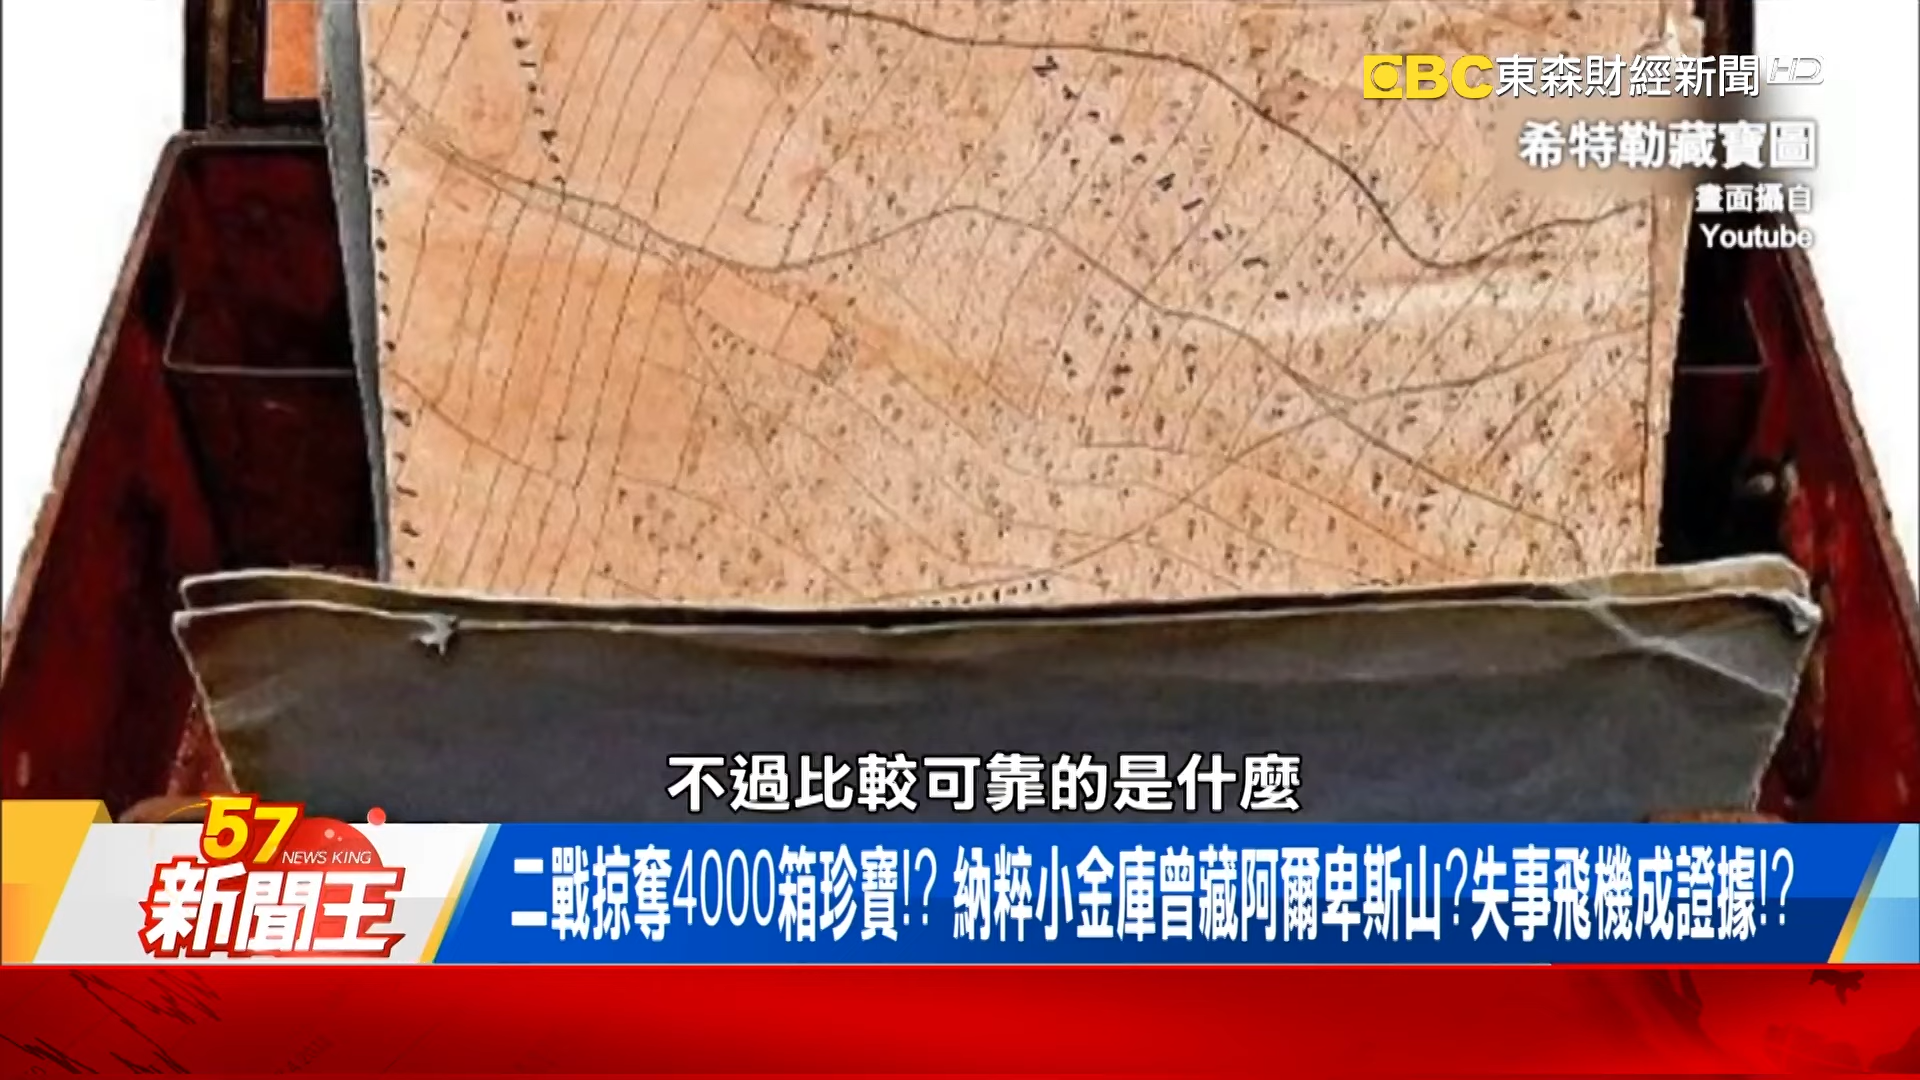 EBC東森財經新聞HD
希特勒藏寶圖
畫面攝自
Youtube
不過比較可靠的是什麼
57
NEWS KING
新聞王
二戰掠奪4000箱珍寶!? 納粹小金庫曾藏阿爾卑斯山?失事飛機成證據!?